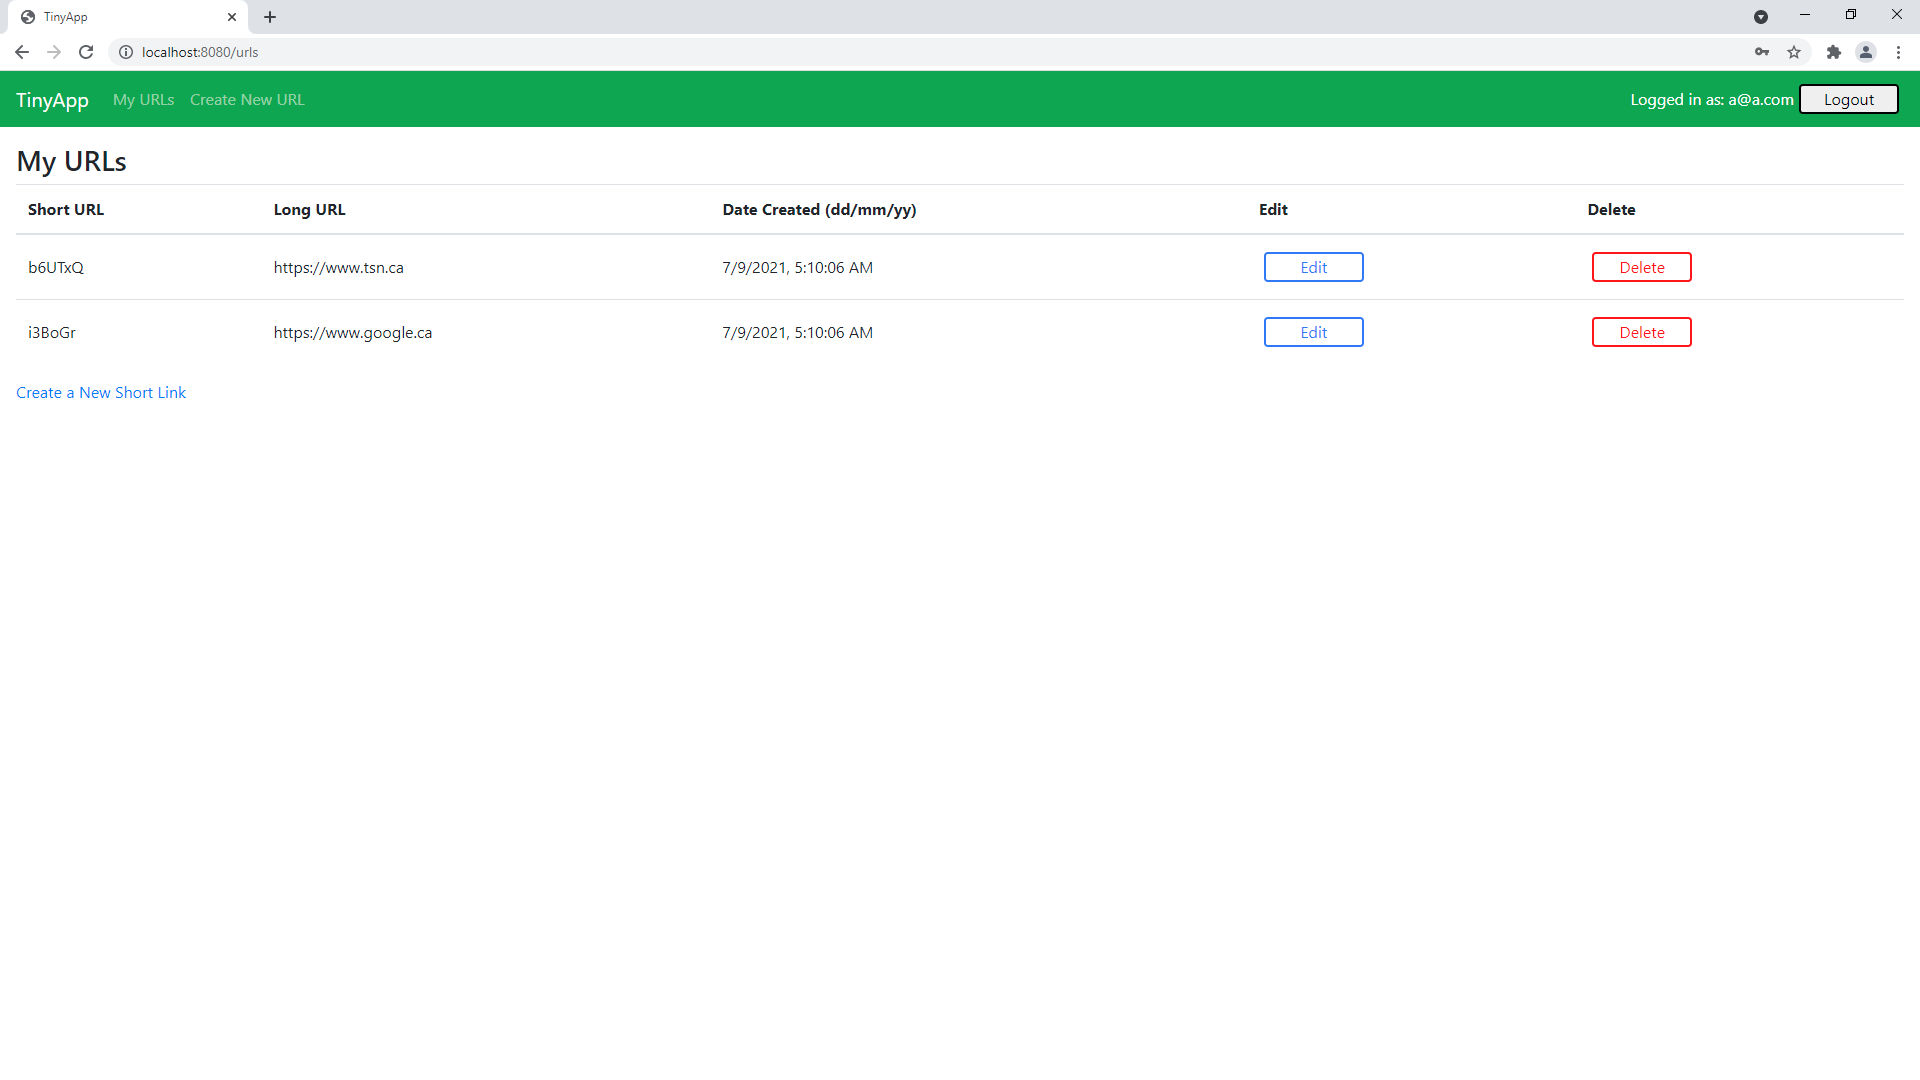 TinyApp
localhost:8080/urls
TinyApp My URLs Create New URL Logged in as: a@a.com Logout
My URLs
Short URL Long URL Date Created (dd/mm/yy) Edit Delete
b6UTxQ https://www.tsn.ca 7/9/2021, 5:10:06 AM Edit Delete
i3BoGr https://www.google.ca 7/9/2021, 5:10:06 AM Edit Delete
Create a New Short Link